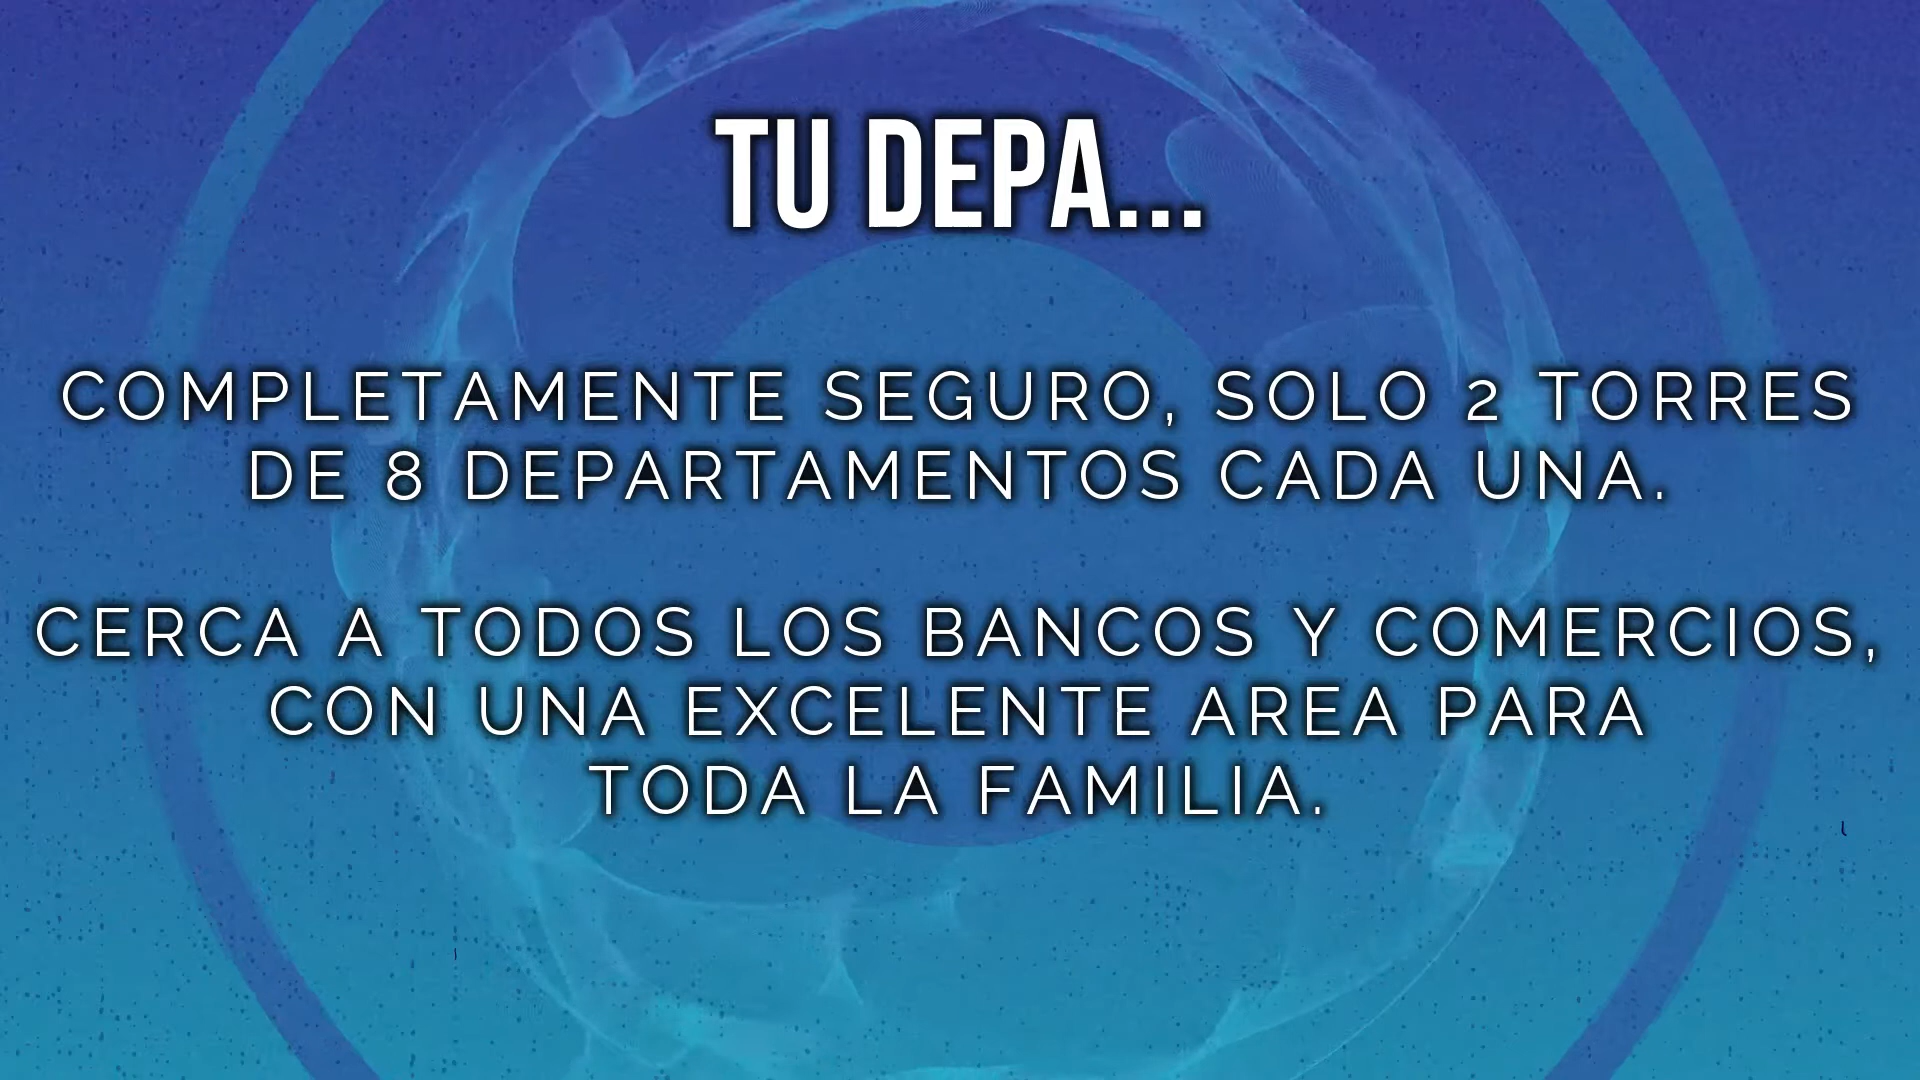 TU DEPA...
COMPLETAMENTE SEGURO, SOLO 2 TORRES
DE 8 DEPARTAMENTOS CADA UNA.
CERCA A TODOS LOS BANCOS Y COMERCIOS,
CON UNA EXCELENTE AREA PARA
TODA LA FAMILIA.